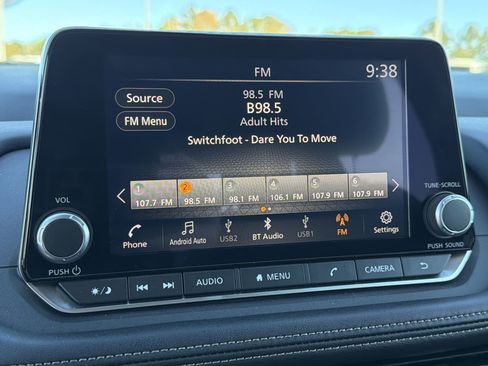 FM 9:38
Source
98.5 FM
B98.5
FM Menu
Adult Hits
Switchfoot - Dare You To Move
1 2 3 4 5 6
107.7 FM 98.5 FM 98.1 FM 106.1 FM 107.9 FM 107.9 FM
VOL
TUNE·SCROLL
Phone Android Auto USB2 BT Audio USB1 FM Settings
PUSH
PUSH SOUND
AUDIO MENU CAMERA